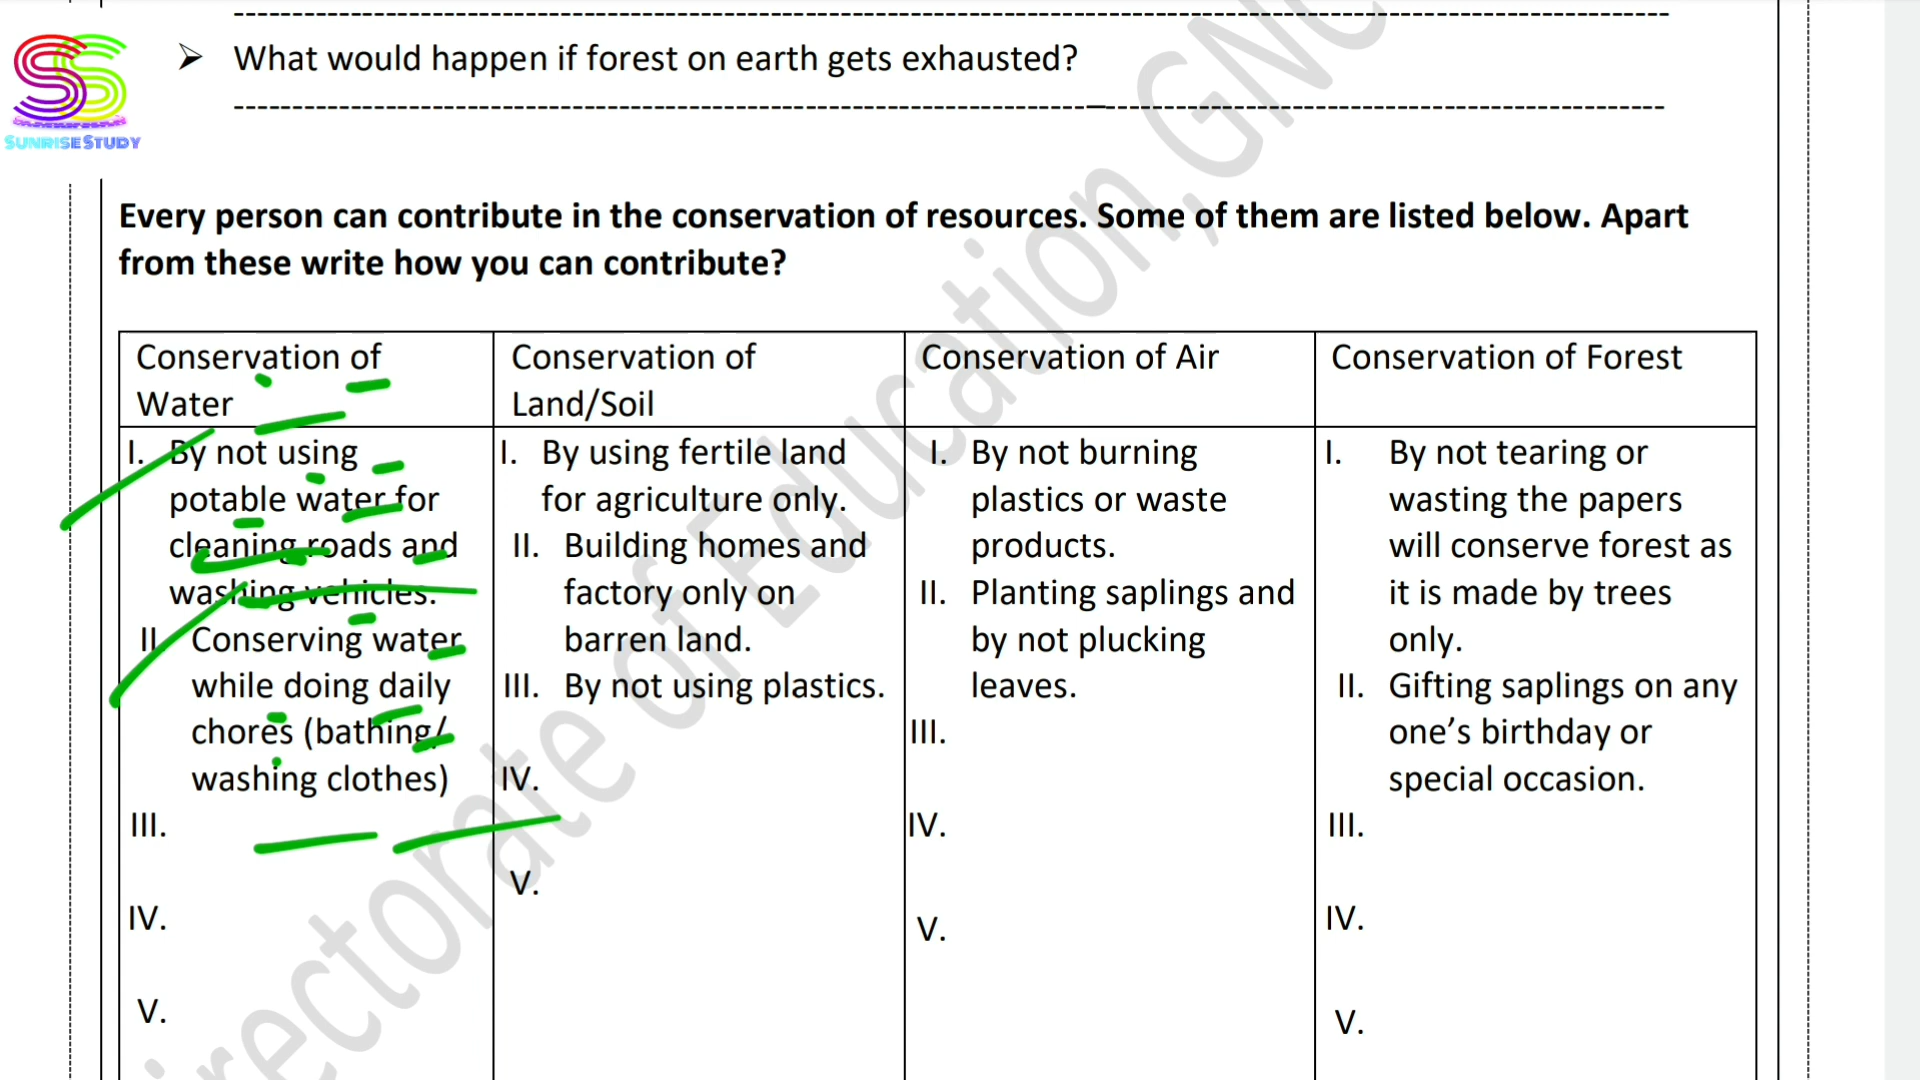 SUNRISESTUDY
➢ What would happen if forest on earth gets exhausted?
Every person can contribute in the conservation of resources. Some of them are listed below. Apart
from these write how you can contribute?
Conservation of
Water
I. By not using
potable water for
cleaning roads and
washing vehicles.
II. Conserving water
while doing daily
chores (bathing/
washing clothes)
III.
IV.
V.
Conservation of
Land/Soil
I. By using fertile land
for agriculture only.
II. Building homes and
factory only on
barren land.
III. By not using plastics.
IV.
V.
Conservation of Air
I. By not burning
plastics or waste
products.
II. Planting saplings and
by not plucking
leaves.
III.
IV.
V.
Conservation of Forest
I. By not tearing or
wasting the papers
will conserve forest as
it is made by trees
only.
II. Gifting saplings on any
one’s birthday or
special occasion.
III.
IV.
V.
irectorate of Education, GNC